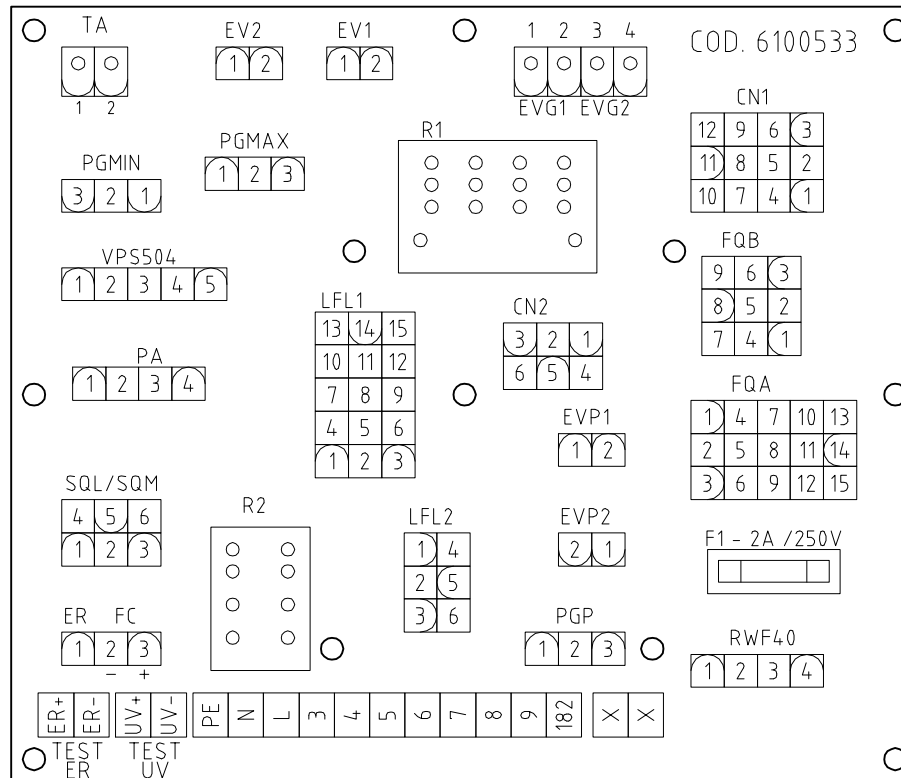 TA
1 2
EV2
1 2
EV1
1 2
1 2 3 4
EVG1 EVG2
COD. 6100533
CN1
12 9 6 3
11 8 5 2
10 7 4 1
PGMIN
3 2 1
PGMAX
1 2 3
R1
VPS504
1 2 3 4 5
FQB
9 6 3
8 5 2
7 4 1
LFL1
13 14 15
10 11 12
7 8 9
4 5 6
1 2 3
CN2
3 2 1
6 5 4
PA
1 2 3 4
EVP1
1 2
FQA
1 4 7 10 13
2 5 8 11 14
3 6 9 12 15
SQL/SQM
4 5 6
1 2 3
R2
LFL2
1 4
2 5
3 6
EVP2
2 1
F1 - 2A /250V
ER FC
1 2 3
- +
PGP
1 2 3
RWF40
1 2 3 4
ER+ ER- UV+ UV- PE N L 3 4 5 6 7 8 9 182 X X
TEST ER
TEST UV